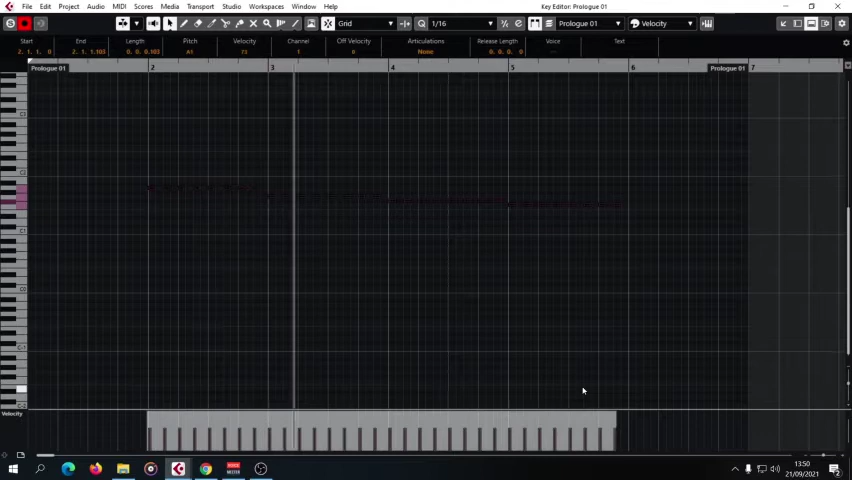 Key Editor: Prologue 01
File Edit Project Audio MIDI Scores Media Transport Studio Workspaces Window Help
Grid 1/16 Prologue 01 Velocity
Start End Length Pitch Velocity Channel Off Velocity Articulations Release Length Voice Text
2. 1. 1. 0 2. 1. 1.103 0. 0. 0.103 A1 73 1 0 None 0. 0. 0. 0
Prologue 01 2 3 4 5 6 Prologue 01 7
C3
C2
C1
C0
C-1
C-2
Velocity
13.50
21/09/2021
2